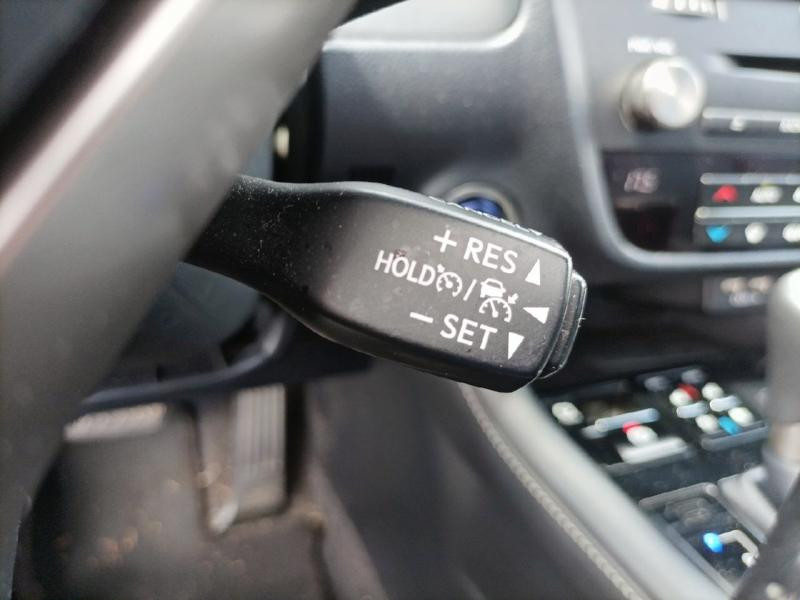 + RES
HOLD /
− SET